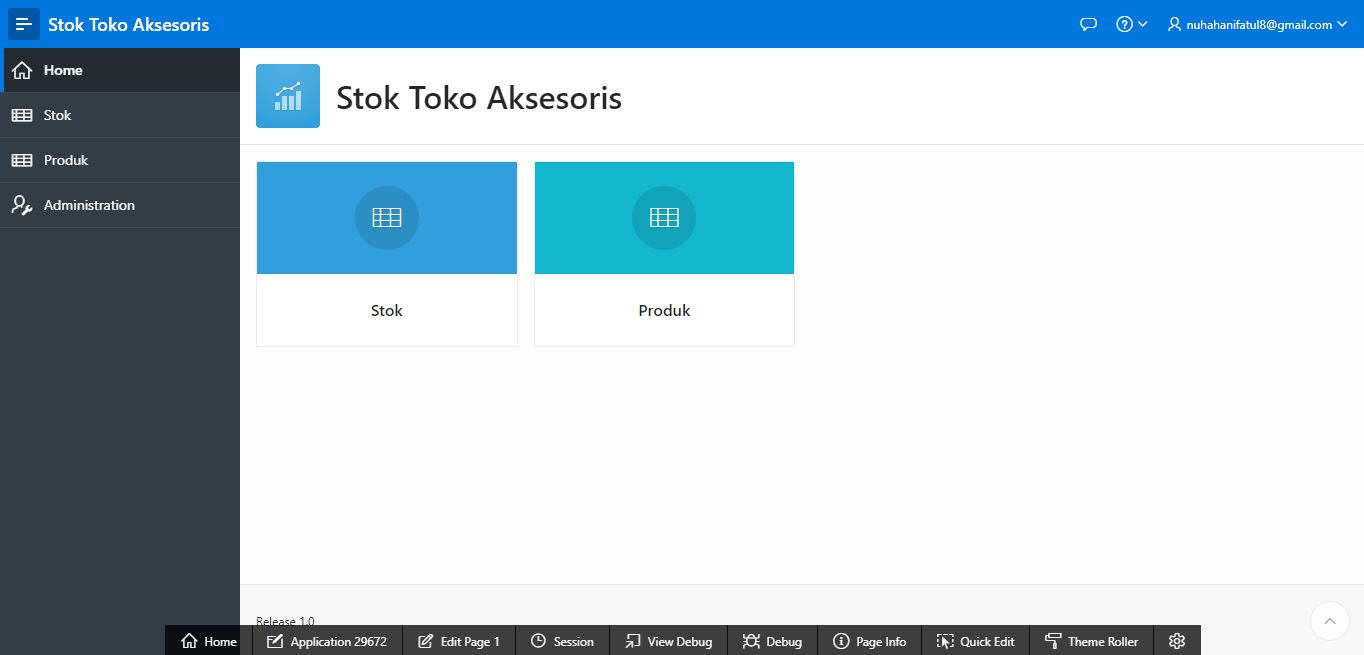 Stok Toko Aksesoris
nuhahanifatul8@gmail.com
Home
Stok
Produk
Administration
Stok Toko Aksesoris
Stok
Produk
Release 1.0
Home
Application 29672
Edit Page 1
Session
View Debug
Debug
Page Info
Quick Edit
Theme Roller